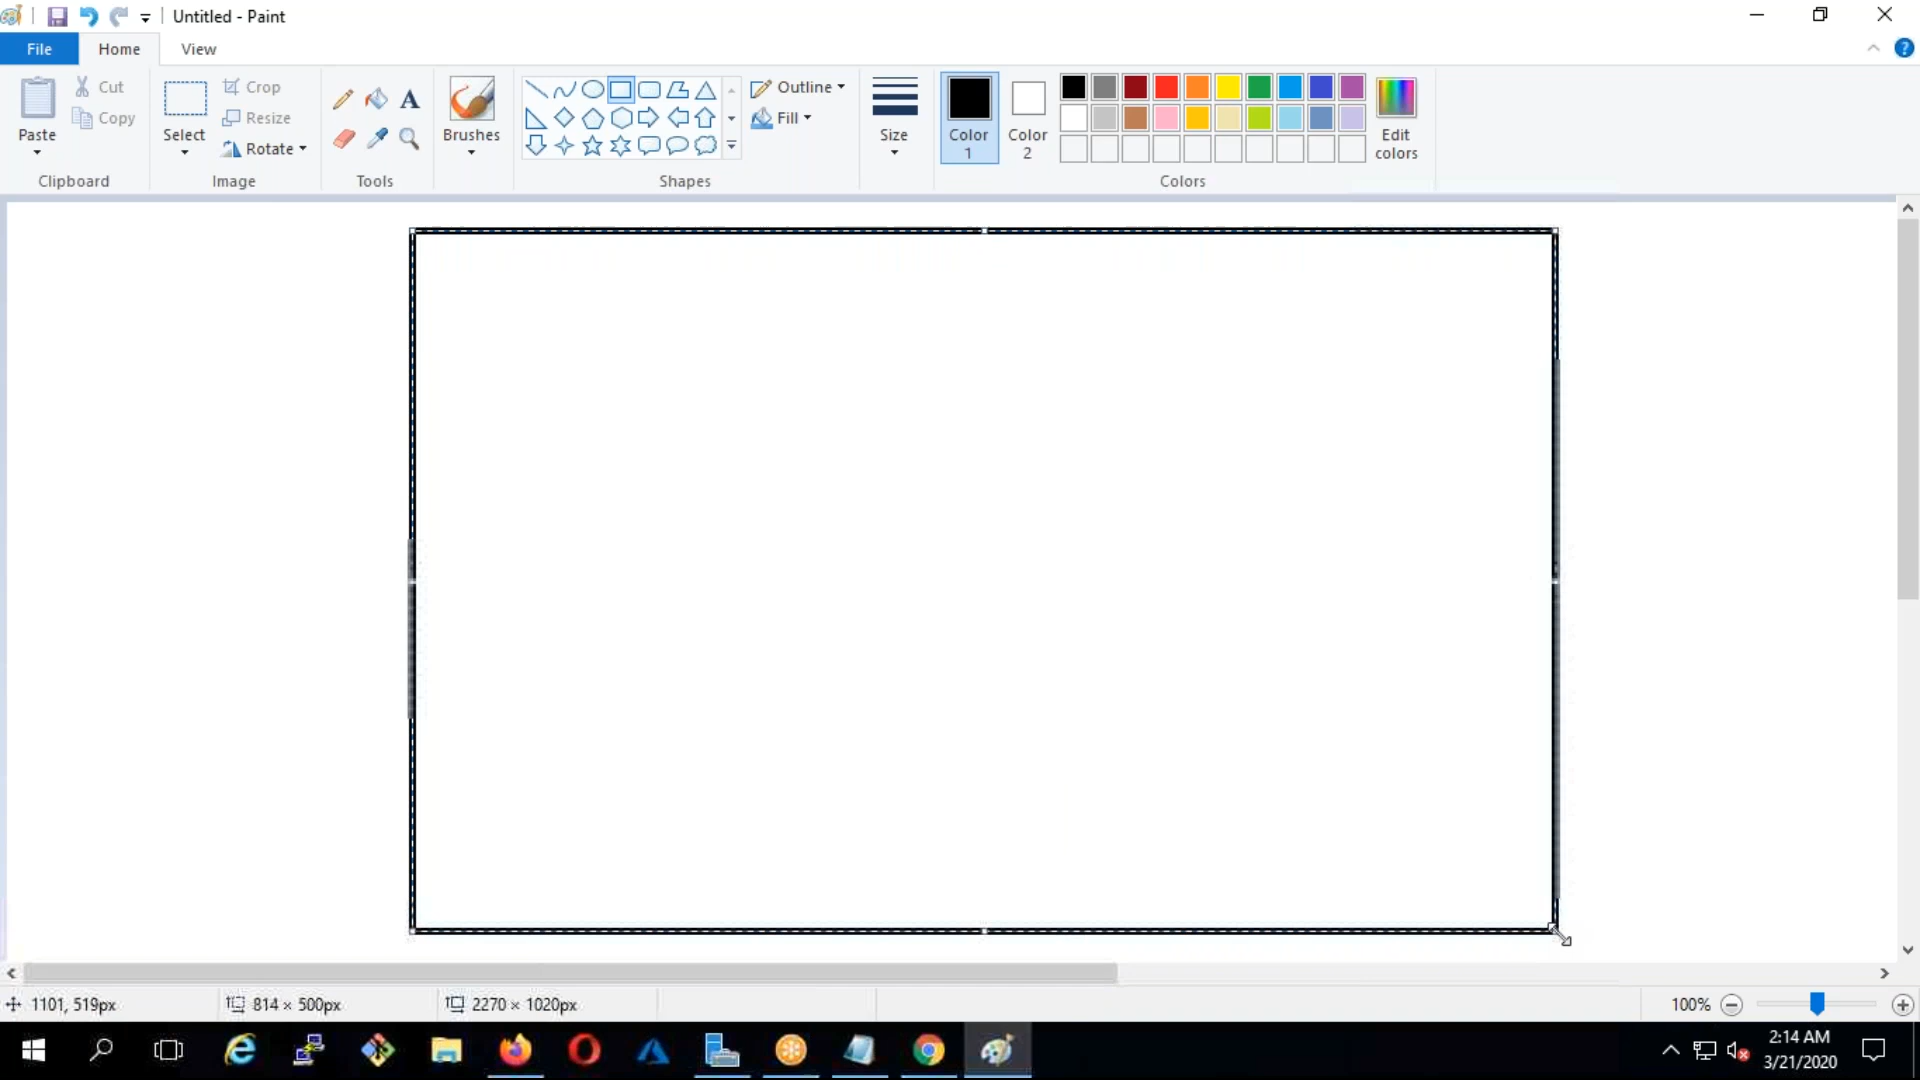 Untitled - Paint
File Home View
Paste
Cut
Copy
Clipboard
Select
Crop
Resize
Rotate
Image
A
Tools
Brushes
Shapes
Outline
Fill
Size
Color 1
Color 2
Edit colors
Colors
1101, 519px
814 × 500px
2270 × 1020px
100%
2:14 AM
3/21/2020